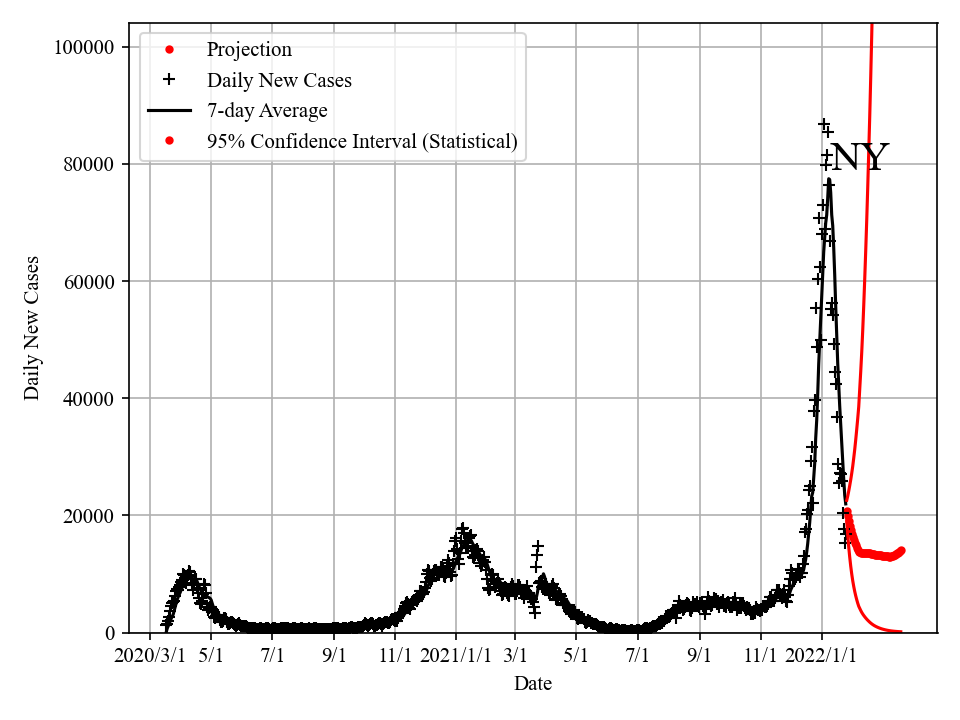 100000
80000
60000
40000
20000
0
Daily New Cases
Projection
Daily New Cases
7-day Average
95% Confidence Interval (Statistical)
NY
2020/3/1 5/1 7/1 9/1 11/1 2021/1/1 3/1 5/1 7/1 9/1 11/1 2022/1/1
Date